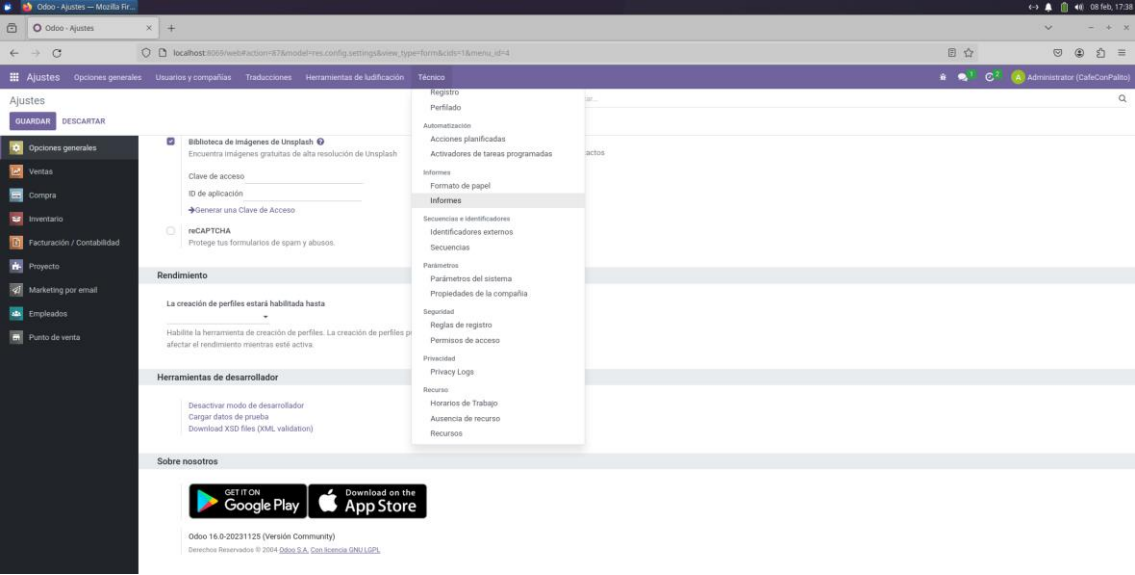 Odoo - Ajustes — Mozilla Fir...
08 feb, 17:38
Odoo - Ajustes
localhost:8069/web#action=87&model=res.config.settings&view_type=form&cids=1&menu_id=4
Ajustes Opciones generales Usuarios y compañías Traducciones Herramientas de ludificación Técnico
1 2 A Administrator (CafeConPalito)
Ajustes
GUARDAR DESCARTAR
Opciones generales
Ventas
Compra
Inventario
Facturación / Contabilidad
Proyecto
Marketing por email
Empleados
Punto de venta
Biblioteca de imágenes de Unsplash ?
Encuentra imágenes gratuitas de alta resolución de Unsplash
Clave de acceso
ID de aplicación
Generar una Clave de Acceso
reCAPTCHA
Protege tus formularios de spam y abusos.
Rendimiento
La creación de perfiles estará habilitada hasta
Habilite la herramienta de creación de perfiles. La creación de perfiles
afectar el rendimiento mientras esté activa.
Herramientas de desarrollador
Desactivar modo de desarrollador
Cargar datos de prueba
Download XSD files (XML validation)
Sobre nosotros
GET IT ON
Google Play
Download on the
App Store
Odoo 16.0-20231125 (Versión Community)
Derechos Reservados © 2004 Odoo S.A. Con licencia GNU LGPL.
Registro
Perfilado
Automatización
Acciones planificadas
Activadores de tareas programadas
Informes
Formato de papel
Informes
Secuencias e identificadores
Identificadores externos
Secuencias
Parámetros
Parámetros del sistema
Propiedades de la compañía
Seguridad
Reglas de registro
Permisos de acceso
Privacidad
Privacy Logs
Recurso
Horarios de Trabajo
Ausencia de recurso
Recursos